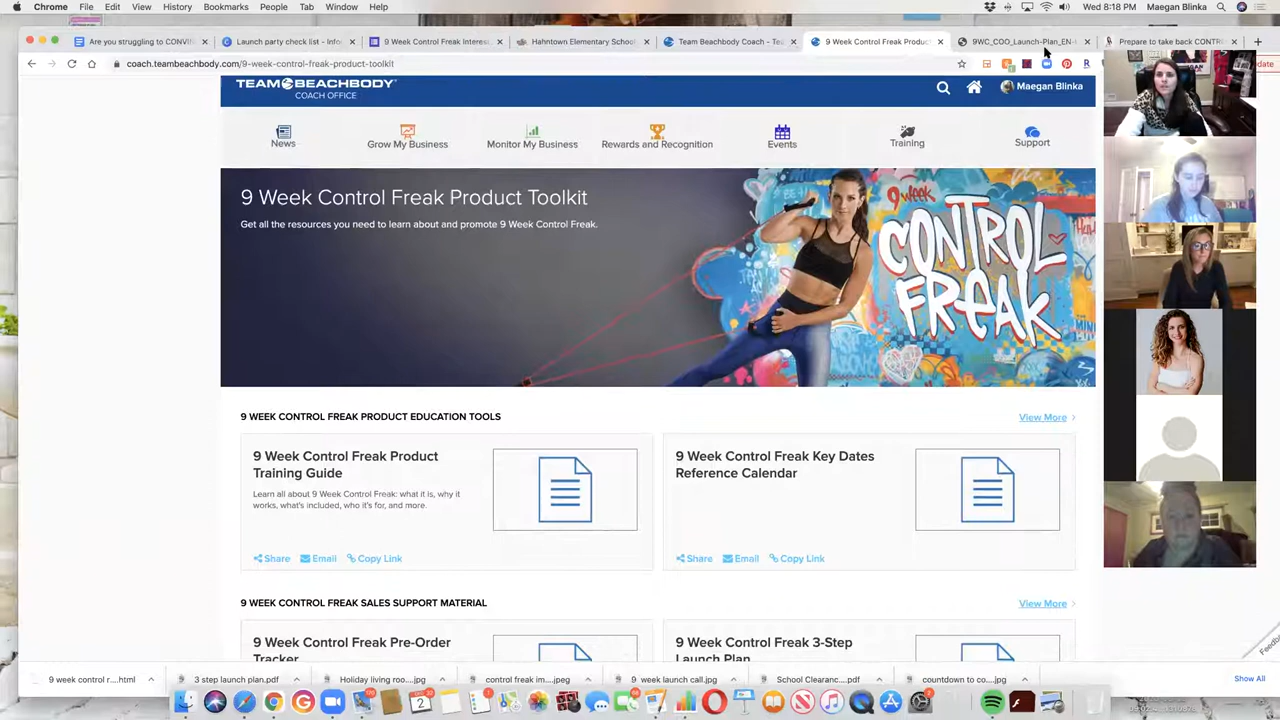 Chrome File Edit View History Bookmarks People Tab Window Help Wed 8:18 PM Maegan Blinka
Are you struggling to CONVI Launch party check list - Info 9 Week Control Freak Interest Hahntown Elementary School Team Beachbody Coach - Te 9 Week Control Freak Product 9WC_COO_Launch-Plan_EN- Prepare to take back CONTR
coach.teambeachbody.com/9-week-control-freak-product-toolkit
TEAMBEACHBODY
COACH OFFICE
Maegan Blinka
News Grow My Business Monitor My Business Rewards and Recognition Events Training Support
9 Week Control Freak Product Toolkit
Get all the resources you need to learn about and promote 9 Week Control Freak.
9 week
CONTROL
FREAK
9 WEEK CONTROL FREAK PRODUCT EDUCATION TOOLS View More
9 Week Control Freak Product
Training Guide
Learn all about 9 Week Control Freak: what it is, why it
works, what's included, who it's for, and more.
Share Email Copy Link
9 Week Control Freak Key Dates
Reference Calendar
Share Email Copy Link
9 WEEK CONTROL FREAK SALES SUPPORT MATERIAL View More
9 Week Control Freak Pre-Order
Tracker
9 Week Control Freak 3-Step
Launch Plan
Feedb
9 week control r....html 3 step launch plan.pdf Holiday living roo....jpg control freak im....jpeg 9 week launch call.jpg School Clearanc....pdf countdown to co....jpg Show All